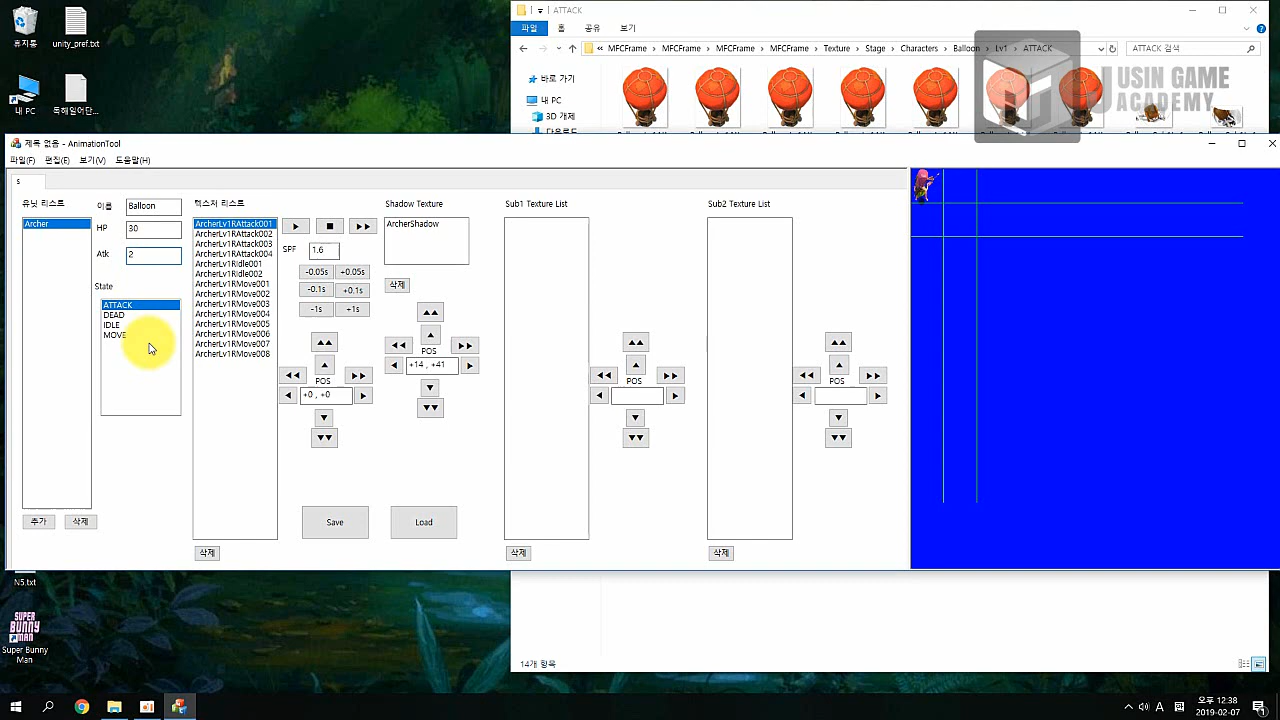 휴지통
unity_pref.txt
내 PC
독해일어단...
ATTACK
파일
홈
공유
보기
« MFCFrame › MFCFrame › MFCFrame › MFCFrame › Texture › Stage › Characters › Balloon › Lv1 › ATTACK
ATTACK 검색
바로 가기
내 PC
3D 개체
USIN GAME
ACADEMY
제목 없음 - AnimationTool
파일(F) 편집(E) 보기(V) 도움말(H)
s
유닛 리스트
Archer
추가
삭제
이름
Balloon
HP
30
Atk
2
State
ATTACK
DEAD
IDLE
MOVE
텍스쳐 리스트
ArcherLv1RAttack001
ArcherLv1RAttack002
ArcherLv1RAttack003
ArcherLv1RAttack004
ArcherLv1RIdle001
ArcherLv1RIdle002
ArcherLv1RMove001
ArcherLv1RMove002
ArcherLv1RMove003
ArcherLv1RMove004
ArcherLv1RMove005
ArcherLv1RMove006
ArcherLv1RMove007
ArcherLv1RMove008
삭제
SPF
1.6
-0.05s
+0.05s
-0.1s
+0.1s
-1s
+1s
POS
+0 , +0
Save
Load
Shadow Texture
ArcherShadow
삭제
POS
+14 , +41
Sub1 Texture List
POS
삭제
Sub2 Texture List
POS
삭제
N5.txt
SUPER
BUNNY
MAN
Super Bunny
Man
14개 항목
A
오후 12:38
2019-02-07